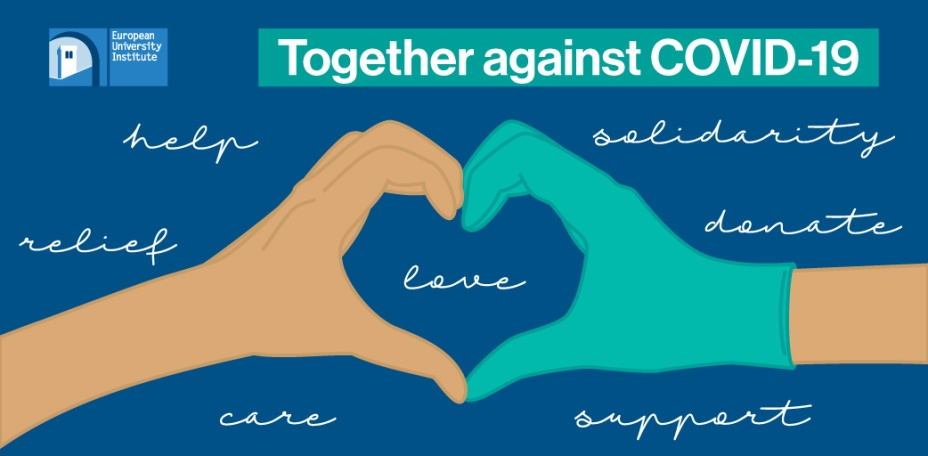 European
University
Institute
Together against COVID-19
help
solidarity
relief
donate
love
care
support